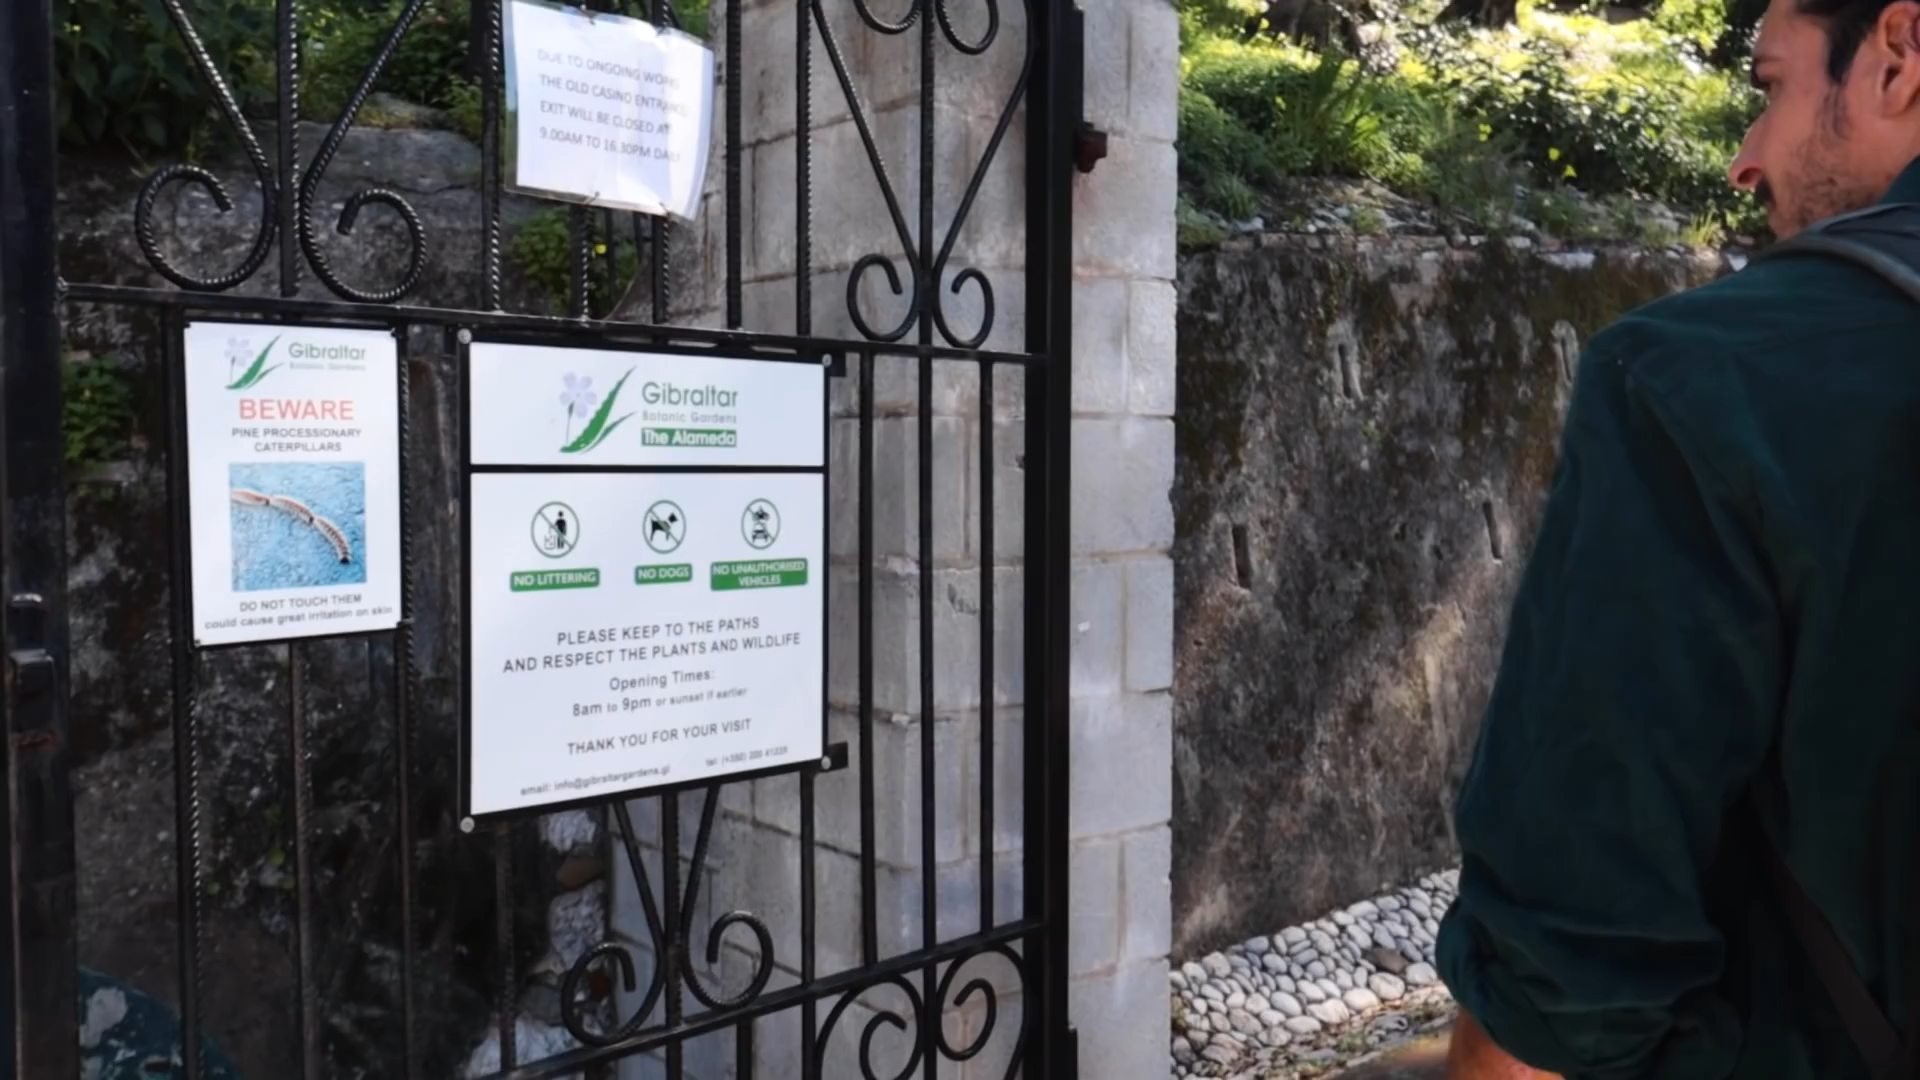 DUE TO ONGOING WORKS
THE OLD CASINO ENTRANCE
EXIT WILL BE CLOSED AT
9.00AM TO 16.30PM DAILY
Gibraltar
Botanic Gardens
BEWARE
PINE PROCESSIONARY
CATERPILLARS
DO NOT TOUCH THEM
could cause great irritation on skin
Gibraltar
Botanic Gardens
The Alameda
NO LITTERING
NO DOGS
NO UNAUTHORISED
VEHICLES
PLEASE KEEP TO THE PATHS
AND RESPECT THE PLANTS AND WILDLIFE
Opening Times:
8am to 9pm or sunset if earlier
THANK YOU FOR YOUR VISIT
email: info@gibraltargardens.gi
tel: (+350) 200